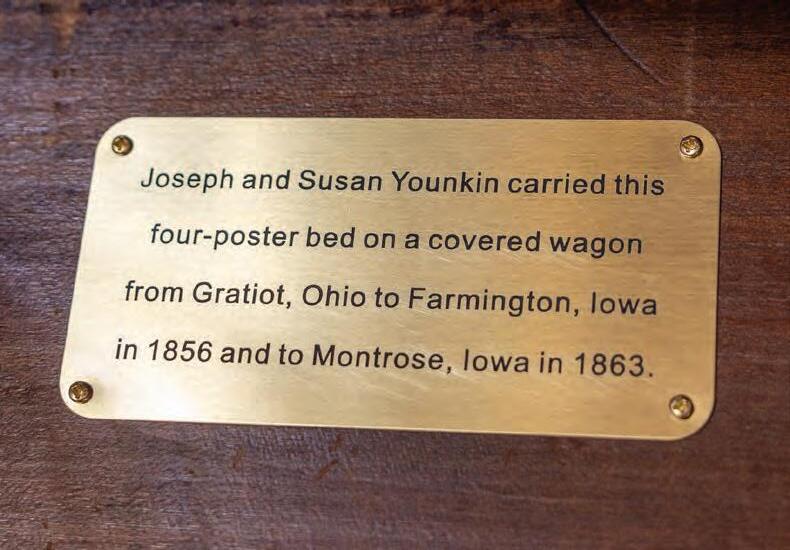 Joseph and Susan Younkin carried this
four-poster bed on a covered wagon
from Gratiot, Ohio to Farmington, Iowa
in 1856 and to Montrose, Iowa in 1863.